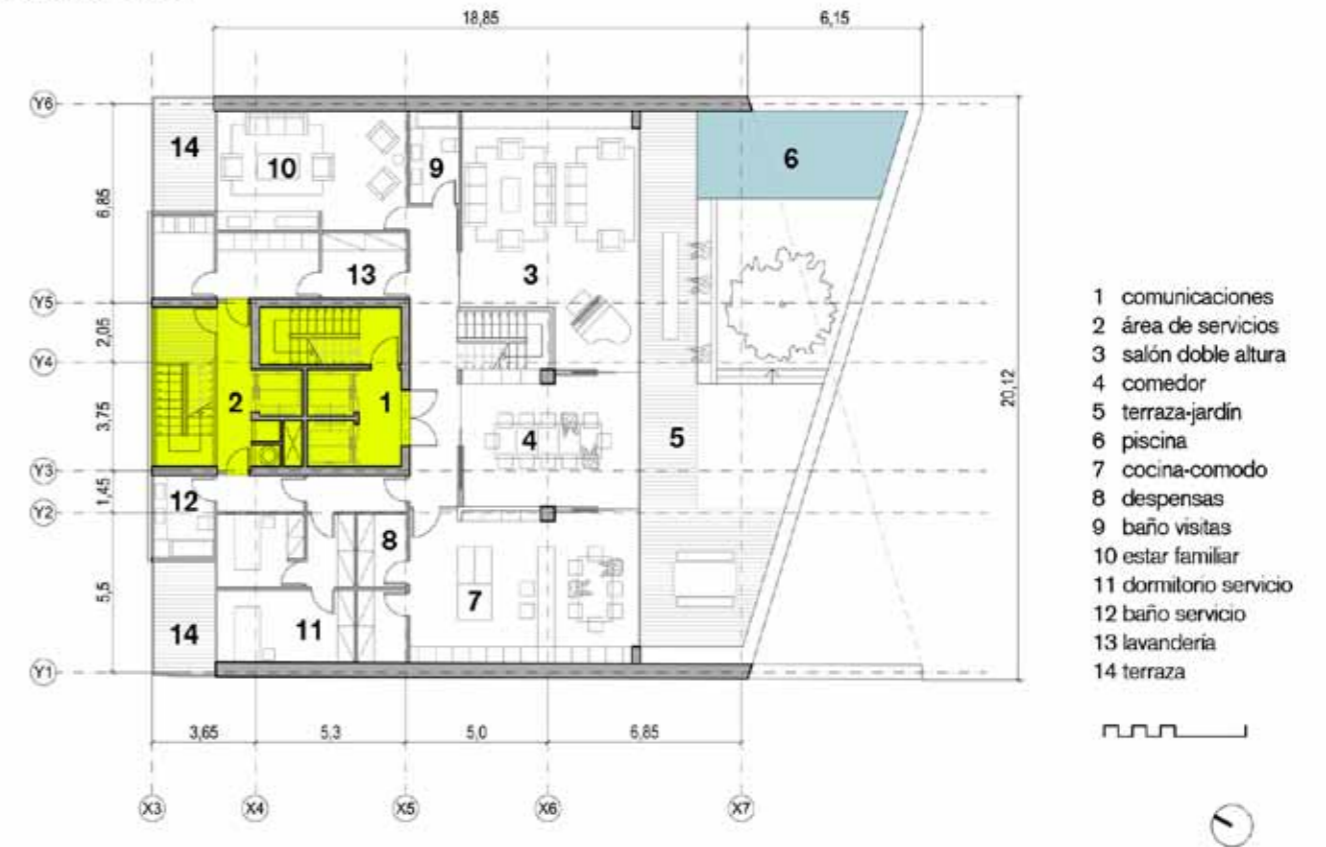 18,85
6,15
Y6
14
10
9
6
6,85
13
3
Y5
2,05
Y4
2
1
3,75
4
5
20,12
Y3
12
1,45
Y2
8
5,5
7
14
11
Y1
3,65
5,3
5,0
6,85
X3
X4
X5
X6
X7
1 comunicaciones
2 área de servicios
3 salón doble altura
4 comedor
5 terraza-jardín
6 piscina
7 cocina-comodo
8 despensas
9 baño visitas
10 estar familiar
11 dormitorio servicio
12 baño servicio
13 lavandería
14 terraza